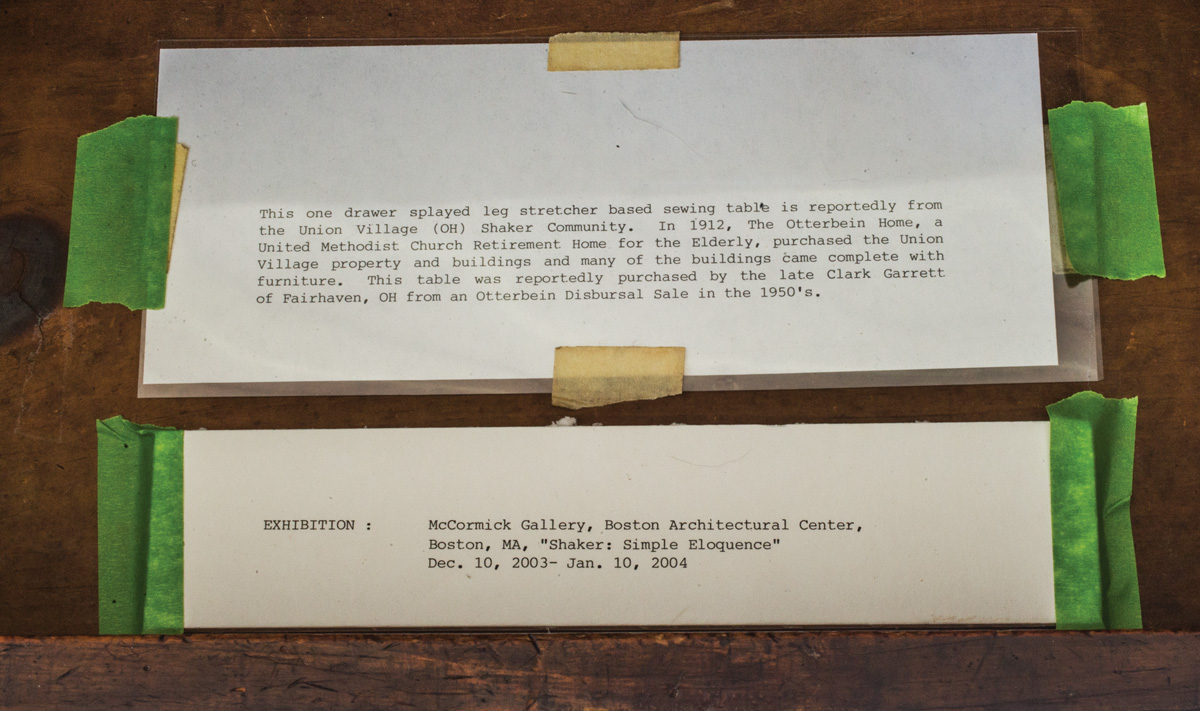 This one drawer splayed leg stretcher based sewing table is reportedly from
the Union Village (OH) Shaker Community. In 1912, The Otterbein Home, a
United Methodist Church Retirement Home for the Elderly, purchased the Union
Village property and buildings and many of the buildings came complete with
furniture. This table was reportedly purchased by the late Clark Garrett
of Fairhaven, OH from an Otterbein Disbursal Sale in the 1950's.
EXHIBITION : McCormick Gallery, Boston Architectural Center,
Boston, MA, "Shaker: Simple Eloquence"
Dec. 10, 2003- Jan. 10, 2004